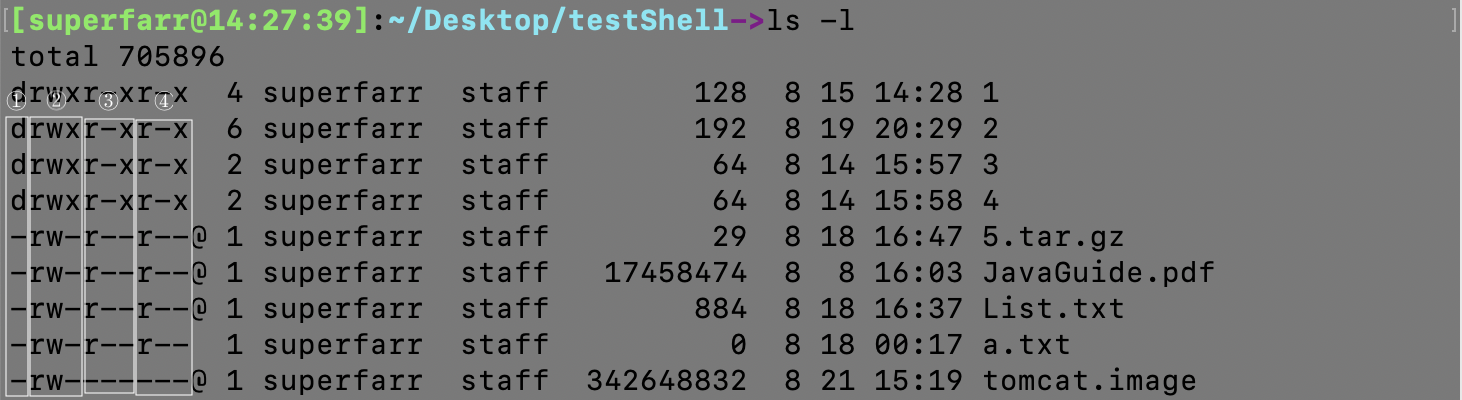 [superfarr@14:27:39]:~/Desktop/testShell->ls -l
total 705896
drwxr-xr-x  4 superfarr  staff        128  8 15 14:28 1
① ② ③ ④
drwxr-xr-x  6 superfarr  staff        192  8 19 20:29 2
drwxr-xr-x  2 superfarr  staff         64  8 14 15:57 3
drwxr-xr-x  2 superfarr  staff         64  8 14 15:58 4
-rw-r--r--@ 1 superfarr  staff         29  8 18 16:47 5.tar.gz
-rw-r--r--@ 1 superfarr  staff   17458474  8  8 16:03 JavaGuide.pdf
-rw-r--r--@ 1 superfarr  staff        884  8 18 16:37 List.txt
-rw-r--r--  1 superfarr  staff          0  8 18 00:17 a.txt
-rw-------@ 1 superfarr  staff  342648832  8 21 15:19 tomcat.image